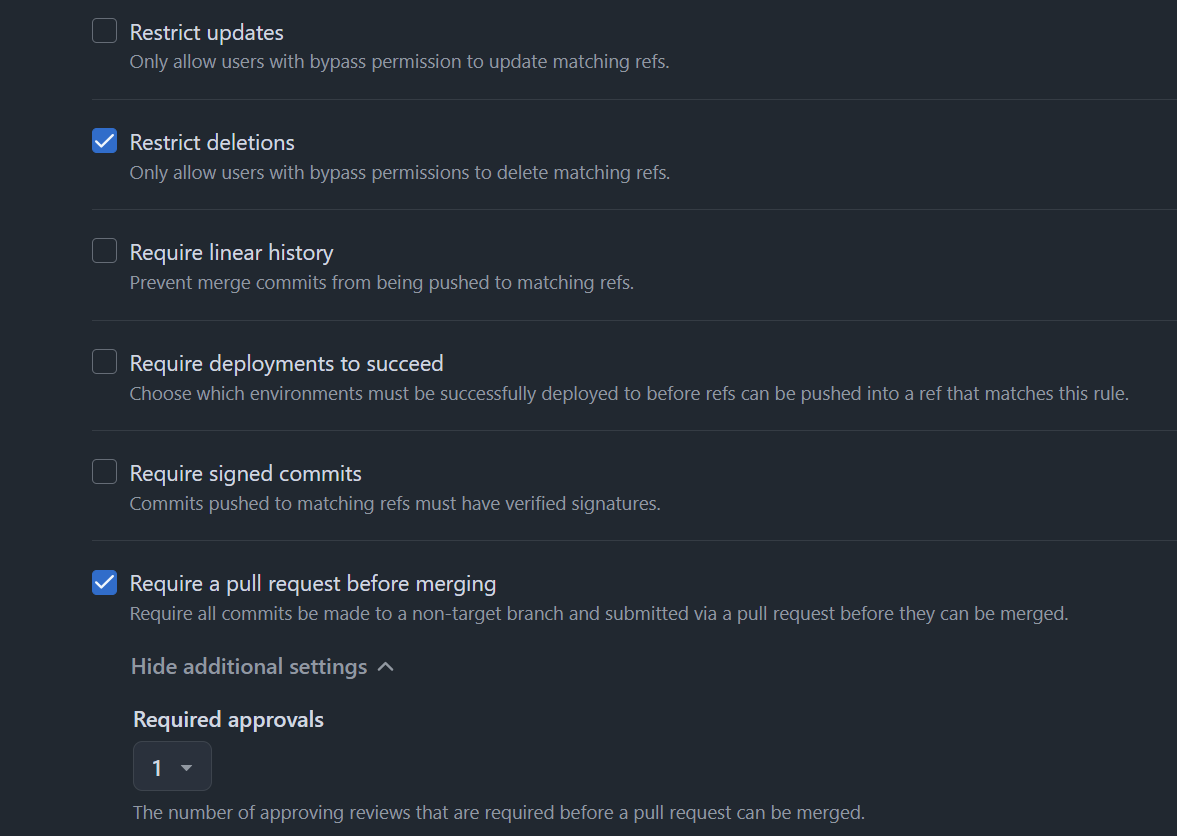 Restrict updates
Only allow users with bypass permission to update matching refs.
Restrict deletions
Only allow users with bypass permissions to delete matching refs.
Require linear history
Prevent merge commits from being pushed to matching refs.
Require deployments to succeed
Choose which environments must be successfully deployed to before refs can be pushed into a ref that matches this rule.
Require signed commits
Commits pushed to matching refs must have verified signatures.
Require a pull request before merging
Require all commits be made to a non-target branch and submitted via a pull request before they can be merged.
Hide additional settings
Required approvals
1
The number of approving reviews that are required before a pull request can be merged.